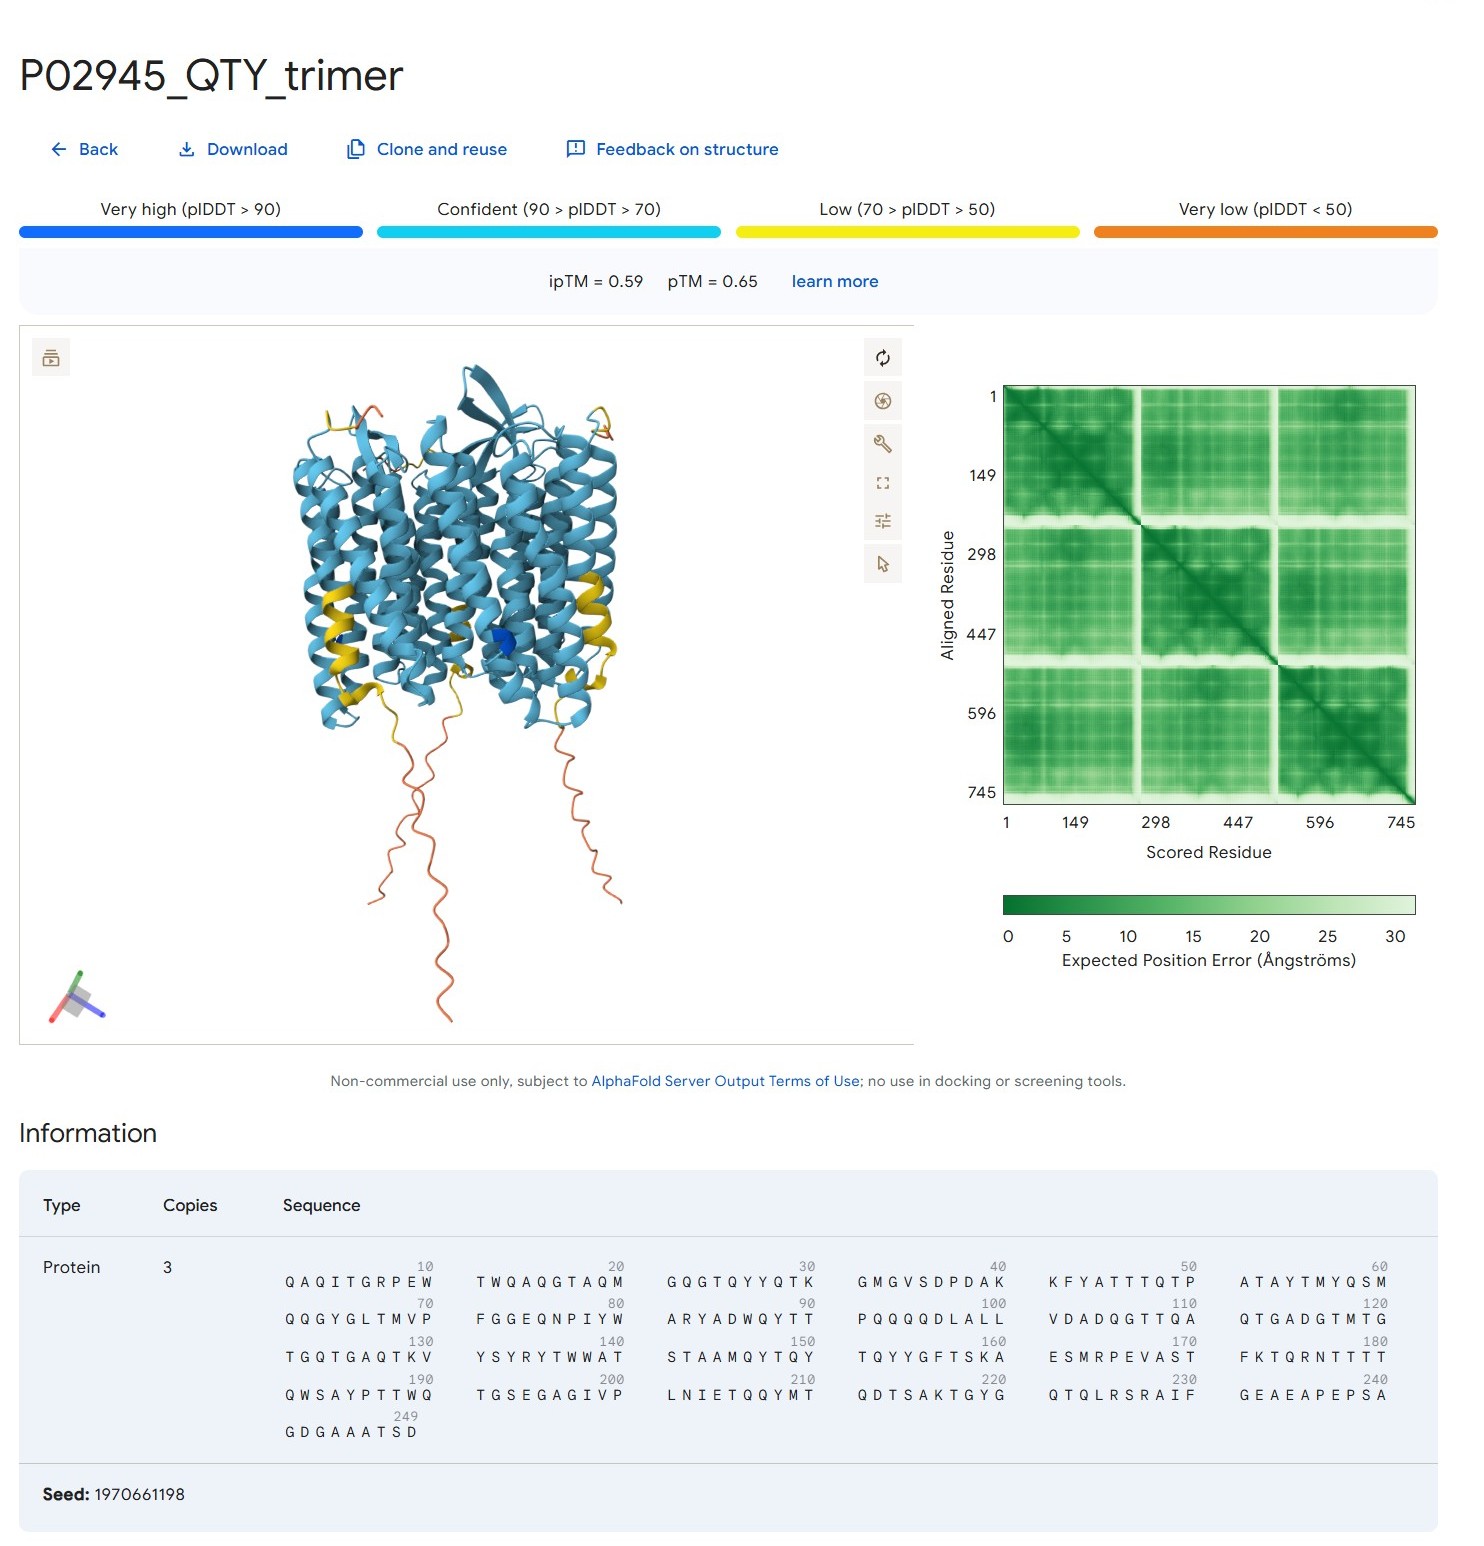 P02945_QTY_trimer
Back Download Clone and reuse Feedback on structure
Very high (plDDT > 90) Confident (90 > plDDT > 70) Low (70 > plDDT > 50) Very low (plDDT < 50)
ipTM = 0.59 pTM = 0.65 learn more
1
149
298
447
596
745
Aligned Residue
1 149 298 447 596 745
Scored Residue
0 5 10 15 20 25 30
Expected Position Error (Ångströms)
Non-commercial use only, subject to AlphaFold Server Output Terms of Use; no use in docking or screening tools.
Information
Type Copies Sequence
Protein 3
10 20 30 40 50 60
QAQITGRPEW TWQAQGTAQM GQGTQYYQTK GMGVSDPDAK KFYATTTQTP ATAYTMYQSM
70 80 90 100 110 120
QQGYGLTMVP FGGEQNPIYW ARYADWQYTT PQQQQDLALL VDADQGTTQA QTGADGTMTG
130 140 150 160 170 180
TGQTGAQTKV YSYRYTWWAT STAAMQYTQY TQYYGFTSKA ESMRPEVAST FKTQRNTTTT
190 200 210 220 230 240
QWSAYPTTWQ TGSEGAGIVP LNIETQQYMT QDTSAKTGYG QTQLRSRAIF GEAEAPEPSA
249
GDGAAATSD
Seed: 1970661198